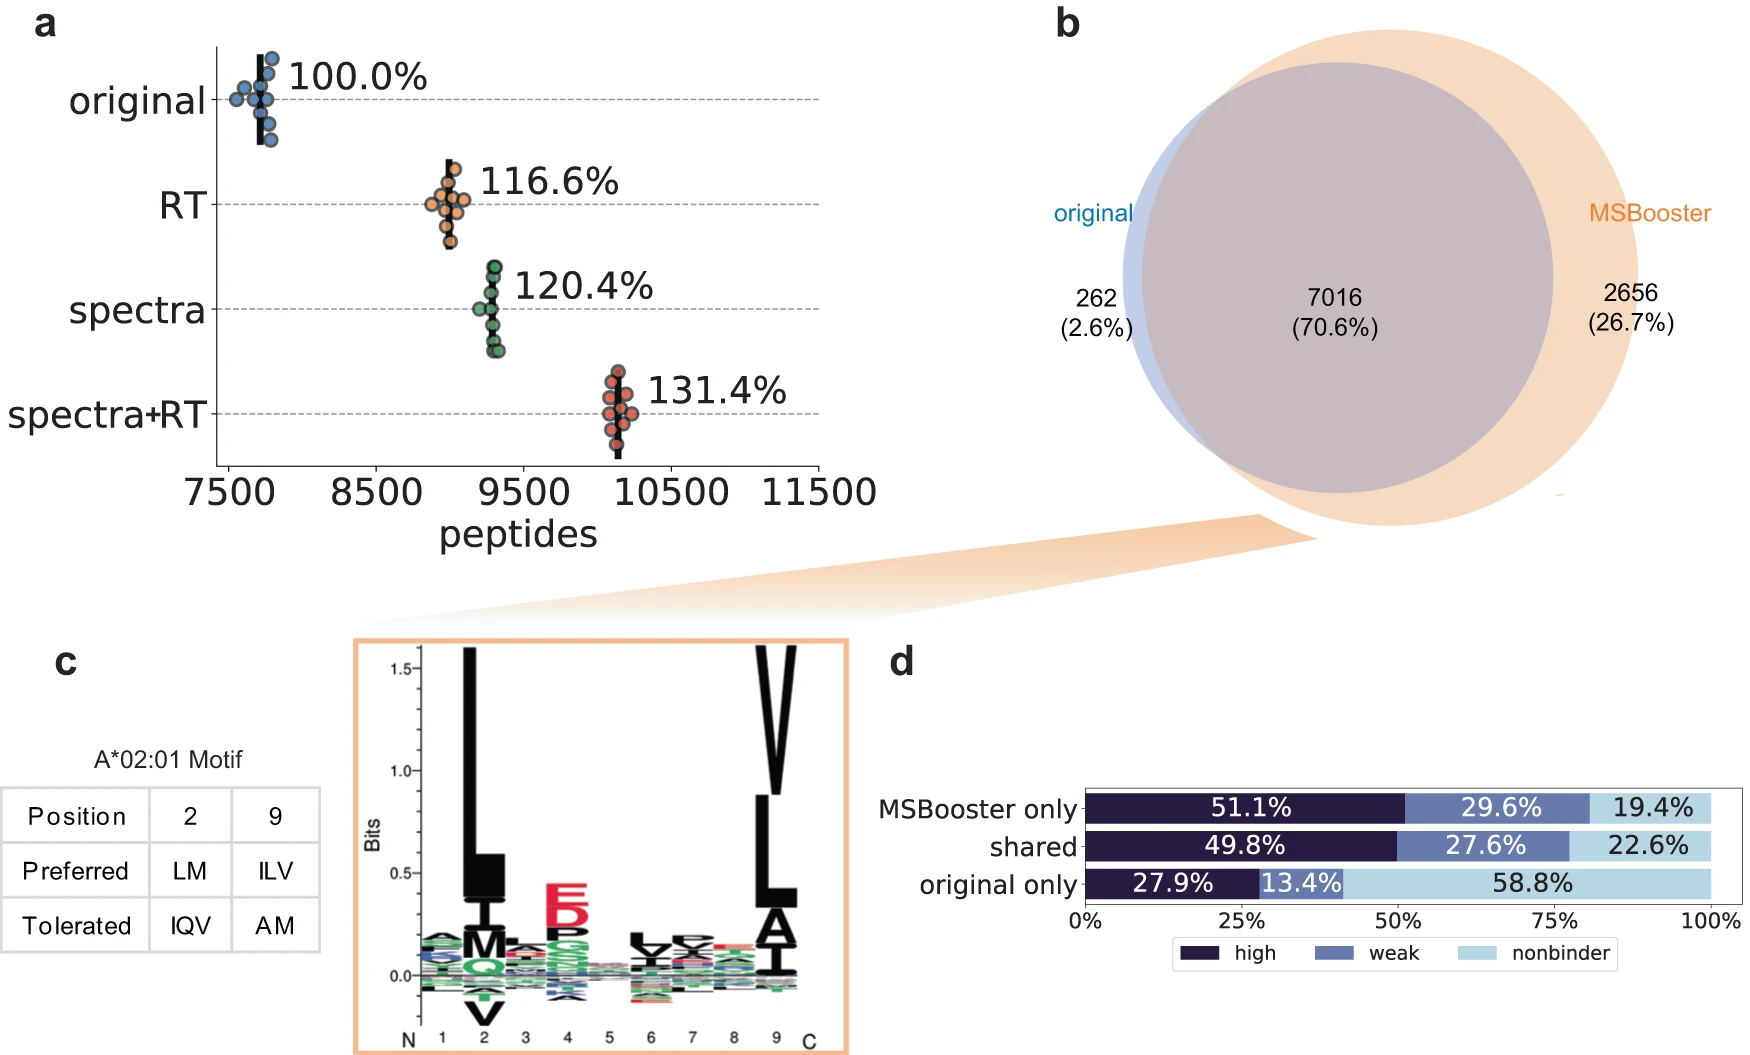 a
original
100.0%
RT
116.6%
spectra
120.4%
spectra+RT
131.4%
7500 8500 9500 10500 11500
peptides
b
original
MSBooster
262
(2.6%)
7016
(70.6%)
2656
(26.7%)
c
A*02:01 Motif
Position 2 9
Preferred LM ILV
Tolerated IQV AM
Bits
1.5
1.0
0.5
0.0
N 1 2 3 4 5 6 7 8 9 C
L
I
M
Q
V
E
D
P
V
L
A
I
d
MSBooster only 51.1% 29.6% 19.4%
shared 49.8% 27.6% 22.6%
original only 27.9% 13.4% 58.8%
0% 25% 50% 75% 100%
high weak nonbinder